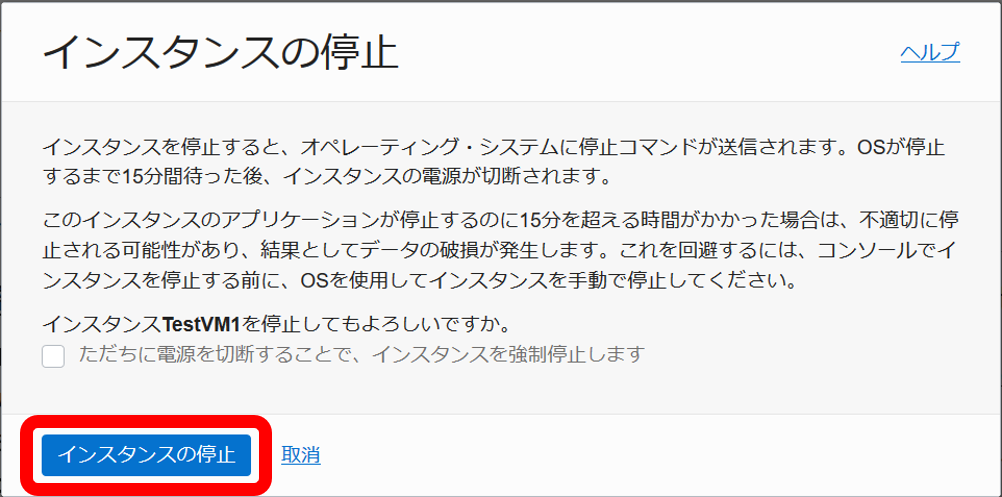 インスタンスの停止
ヘルプ
インスタンスを停止すると、オペレーティング・システムに停止コマンドが送信されます。OSが停止
するまで15分間待った後、インスタンスの電源が切断されます。
このインスタンスのアプリケーションが停止するのに15分を超える時間がかかった場合は、不適切に停
止される可能性があり、結果としてデータの破損が発生します。これを回避するには、コンソールでイ
ンスタンスを停止する前に、OSを使用してインスタンスを手動で停止してください。
インスタンスTestVM1を停止してもよろしいですか。
ただちに電源を切断することで、インスタンスを強制停止します
インスタンスの停止
取消